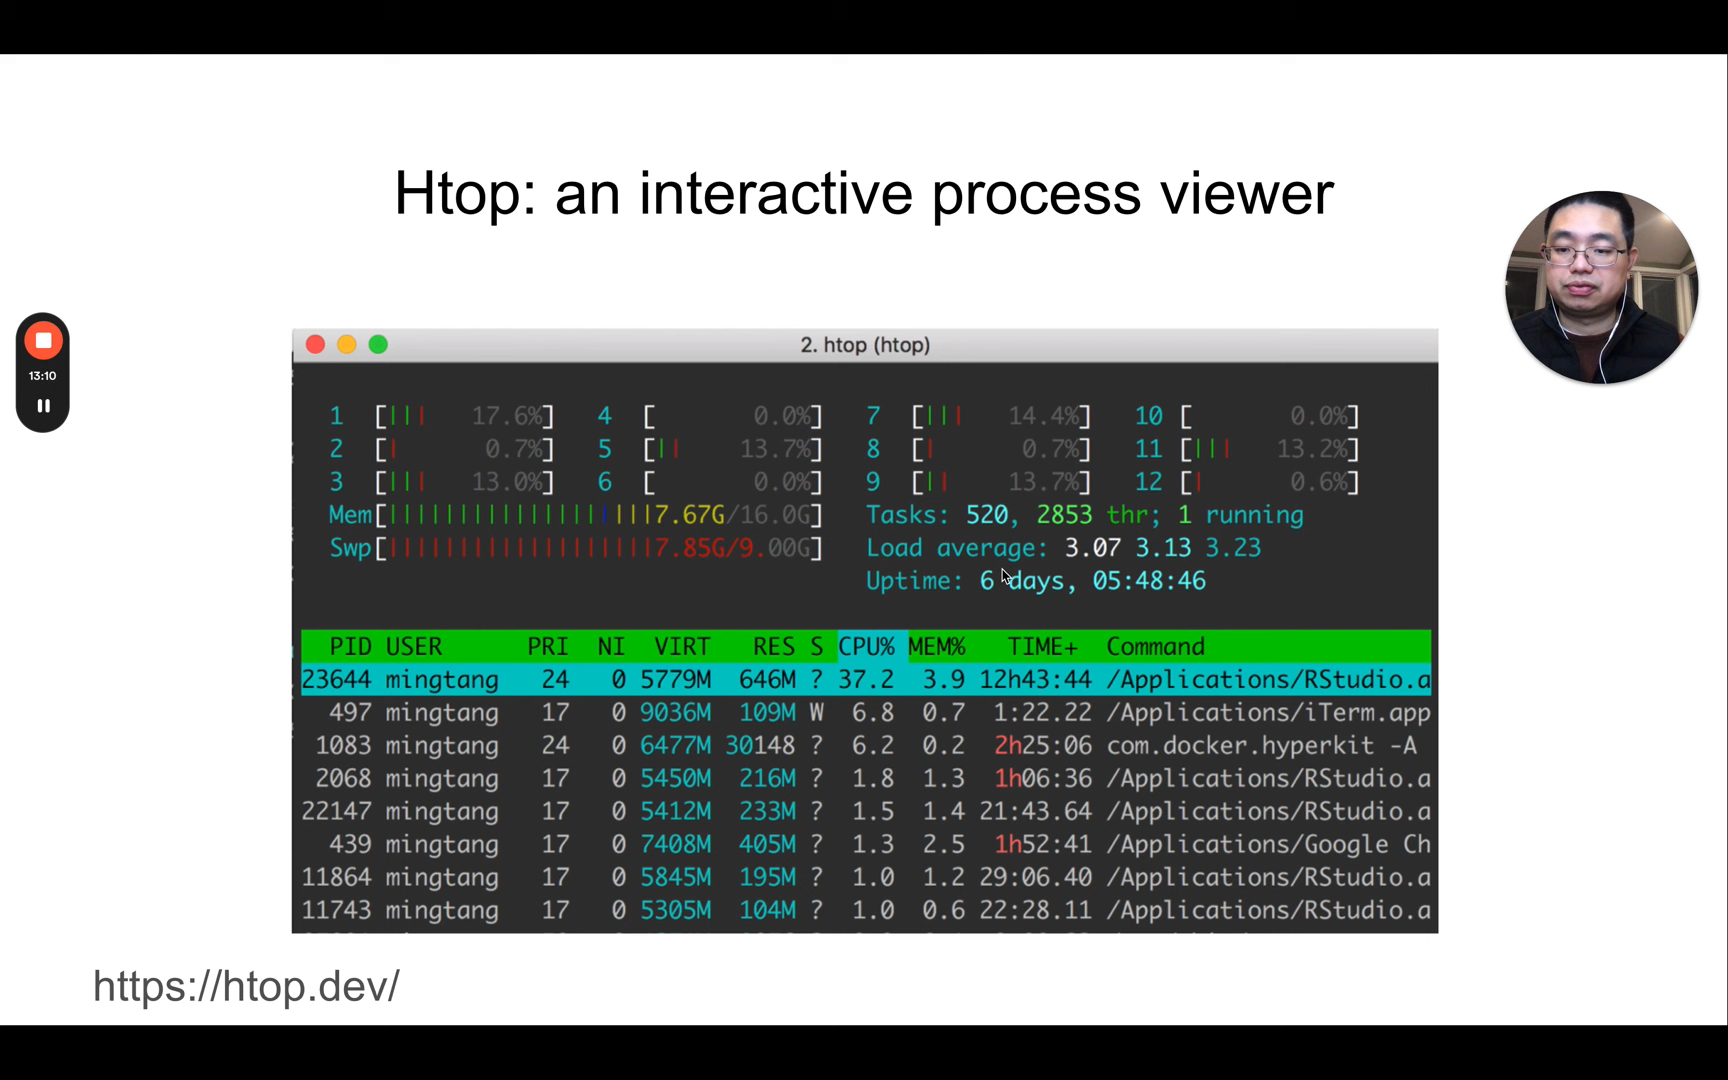 Htop: an interactive process viewer
13:10
2. htop (htop)
1 [||| 17.6%] 4 [ 0.0%] 7 [||| 14.4%] 10 [ 0.0%]
2 [| 0.7%] 5 [|| 13.7%] 8 [| 0.7%] 11 [||| 13.2%]
3 [||| 13.0%] 6 [ 0.0%] 9 [|| 13.7%] 12 [| 0.6%]
Mem[|||||||||||||||||||7.67G/16.0G] Tasks: 520, 2853 thr; 1 running
Swp[|||||||||||||||||||7.85G/9.00G] Load average: 3.07 3.13 3.23
Uptime: 6 days, 05:48:46
PID USER PRI NI VIRT RES S CPU% MEM% TIME+ Command
23644 mingtang 24 0 5779M 646M ? 37.2 3.9 12h43:44 /Applications/RStudio.a
497 mingtang 17 0 9036M 109M W 6.8 0.7 1:22.22 /Applications/iTerm.app
1083 mingtang 24 0 6477M 30148 ? 6.2 0.2 2h25:06 com.docker.hyperkit -A
2068 mingtang 17 0 5450M 216M ? 1.8 1.3 1h06:36 /Applications/RStudio.a
22147 mingtang 17 0 5412M 233M ? 1.5 1.4 21:43.64 /Applications/RStudio.a
439 mingtang 17 0 7408M 405M ? 1.3 2.5 1h52:41 /Applications/Google Ch
11864 mingtang 17 0 5845M 195M ? 1.0 1.2 29:06.40 /Applications/RStudio.a
11743 mingtang 17 0 5305M 104M ? 1.0 0.6 22:28.11 /Applications/RStudio.a
https://htop.dev/